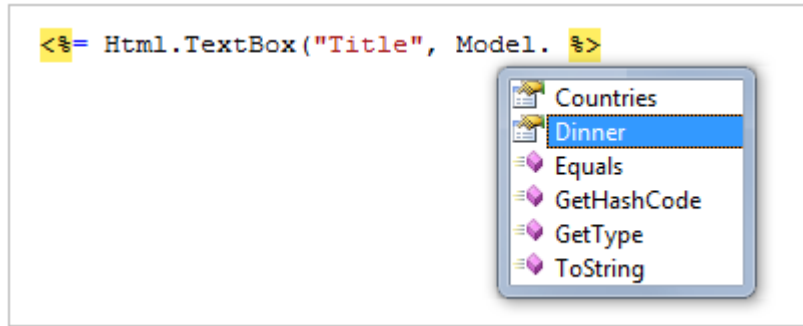 <%= Html.TextBox("Title", Model. %>
Countries
Dinner
Equals
GetHashCode
GetType
ToString